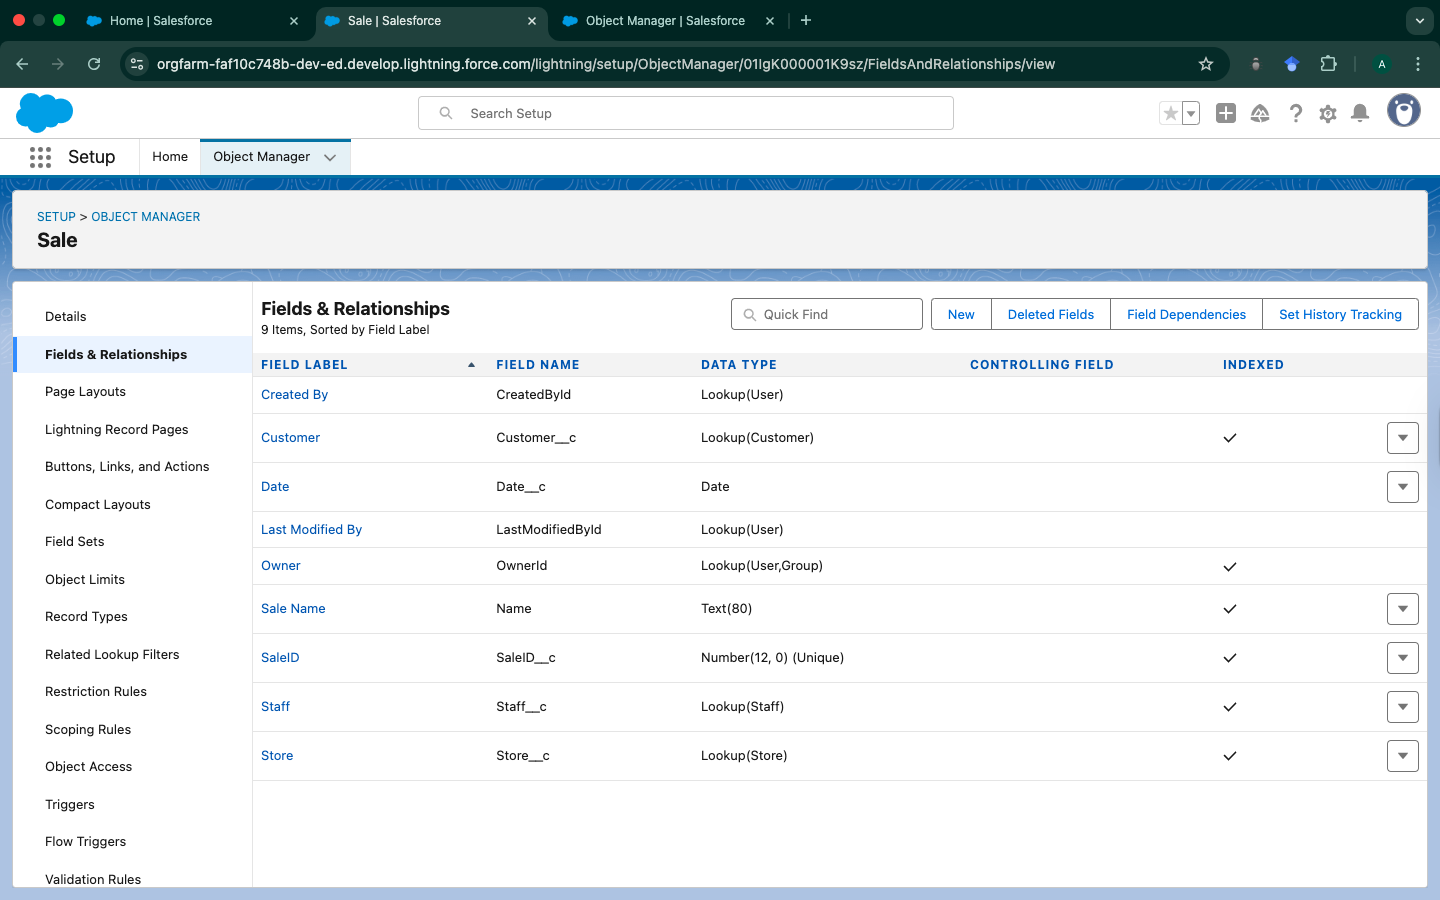 Home | Salesforce
Sale | Salesforce
Object Manager | Salesforce
orgfarm-faf10c748b-dev-ed.develop.lightning.force.com/lightning/setup/ObjectManager/01IgK000001K9sz/FieldsAndRelationships/view
A
Search Setup
Setup
Home
Object Manager
SETUP > OBJECT MANAGER
Sale
Details
Fields & Relationships
Page Layouts
Lightning Record Pages
Buttons, Links, and Actions
Compact Layouts
Field Sets
Object Limits
Record Types
Related Lookup Filters
Restriction Rules
Scoping Rules
Object Access
Triggers
Flow Triggers
Validation Rules
Fields & Relationships
9 Items, Sorted by Field Label
Quick Find
New
Deleted Fields
Field Dependencies
Set History Tracking
FIELD LABEL FIELD NAME DATA TYPE CONTROLLING FIELD INDEXED
Created By CreatedById Lookup(User)
Customer Customer__c Lookup(Customer)
Date Date__c Date
Last Modified By LastModifiedById Lookup(User)
Owner OwnerId Lookup(User,Group)
Sale Name Name Text(80)
SaleID SaleID__c Number(12, 0) (Unique)
Staff Staff__c Lookup(Staff)
Store Store__c Lookup(Store)